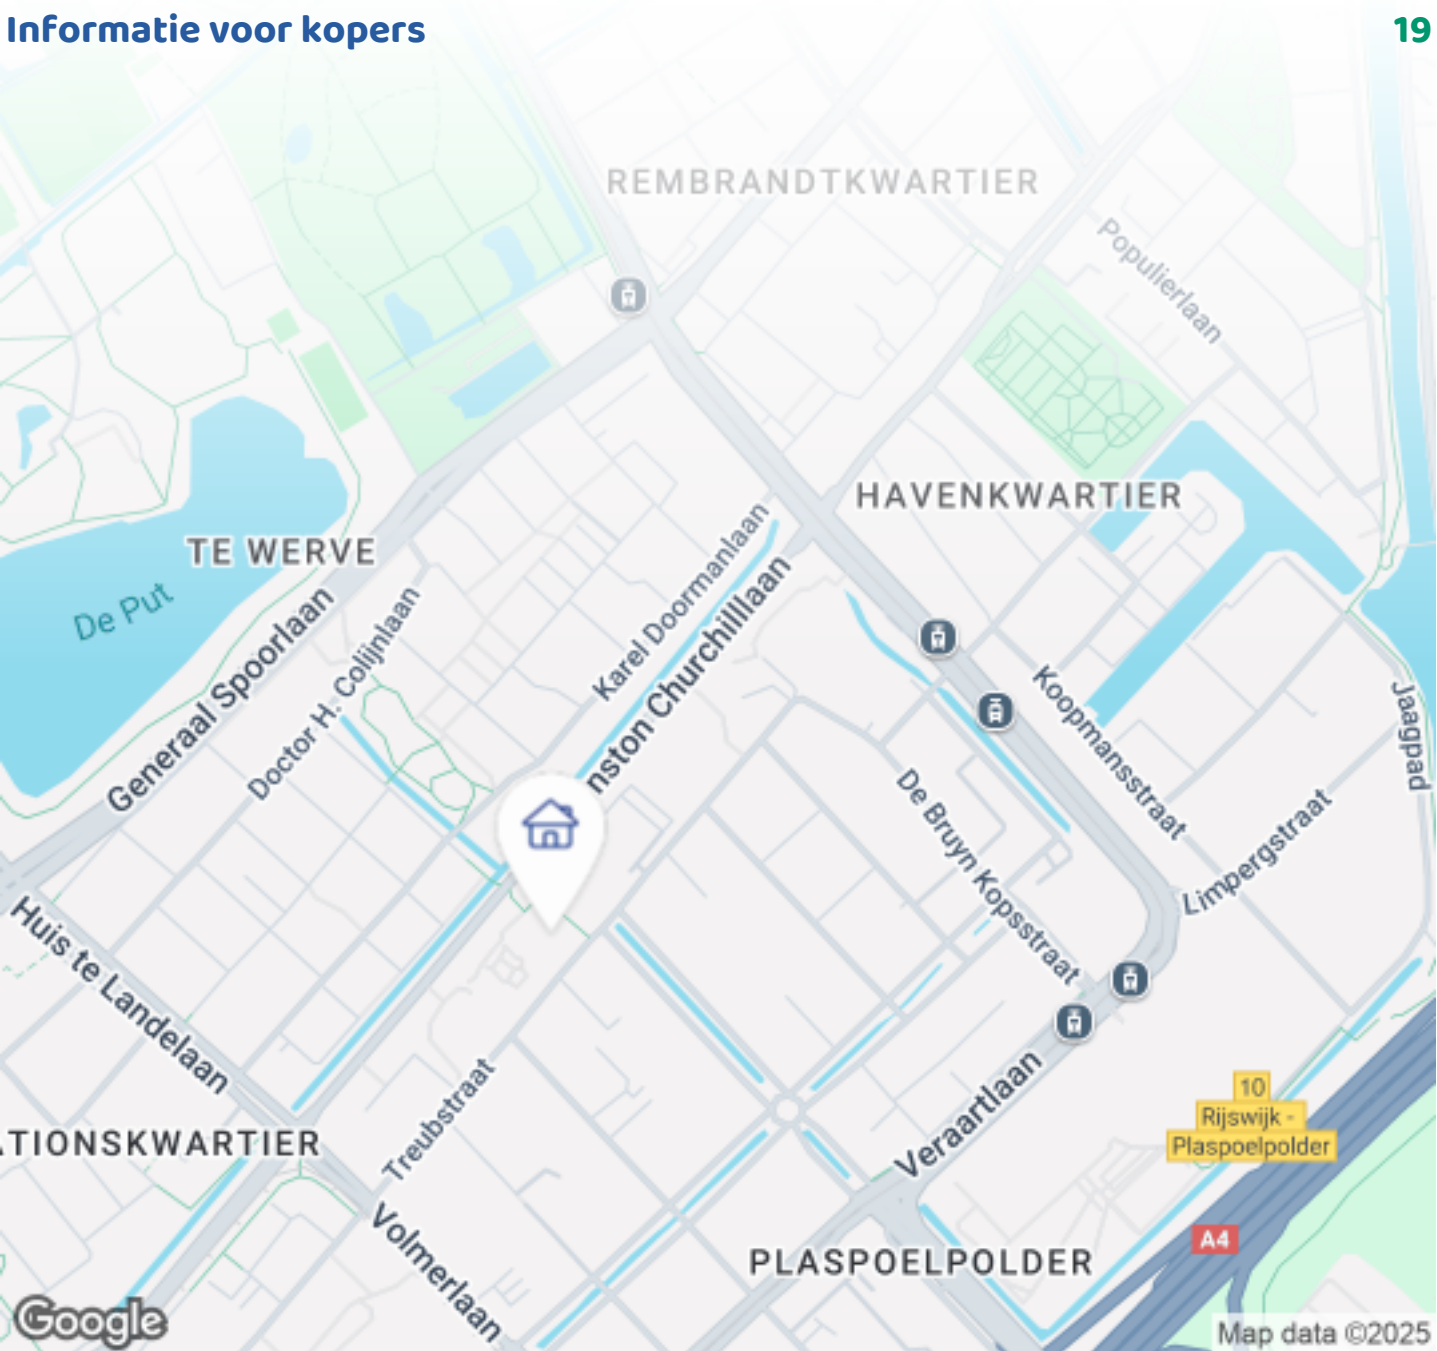 Informatie voor kopers
19
REMBRANDTKWARTIER
Populierlaan
HAVENKWARTIER
TE WERVE
De Put
Karel Doormanlaan
nston Churchilllaan
Generaal Spoorlaan
Doctor H. Colijnlaan
Koopmansstraat
Jaagpad
De Bruyn Kopsstraat
Limpergstraat
Huis te Landelaan
Treubstraat
Veraartlaan
10
Rijswijk -
Plaspoelpolder
ATIONSKWARTIER
Volmerlaan
A4
PLASPOELPOLDER
Google
Map data ©2025